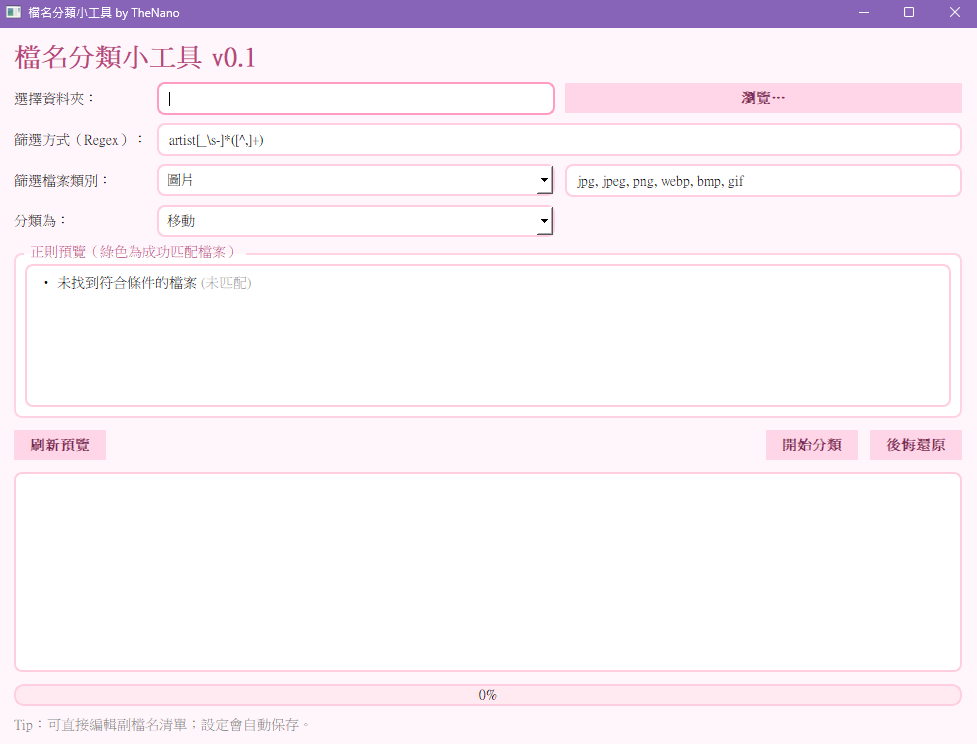 檔名分類小工具 by TheNano
檔名分類小工具 v0.1
選擇資料夾：
瀏覽…
篩選方式（Regex）：
artist[_\s-]*([^,]+)
篩選檔案類別：
圖片
jpg, jpeg, png, webp, bmp, gif
分類為：
移動
正則預覽（綠色為成功匹配檔案）
• 未找到符合條件的檔案 (未匹配)
刷新預覽
開始分類
後悔還原
0%
Tip：可直接編輯副檔名清單；設定會自動保存。